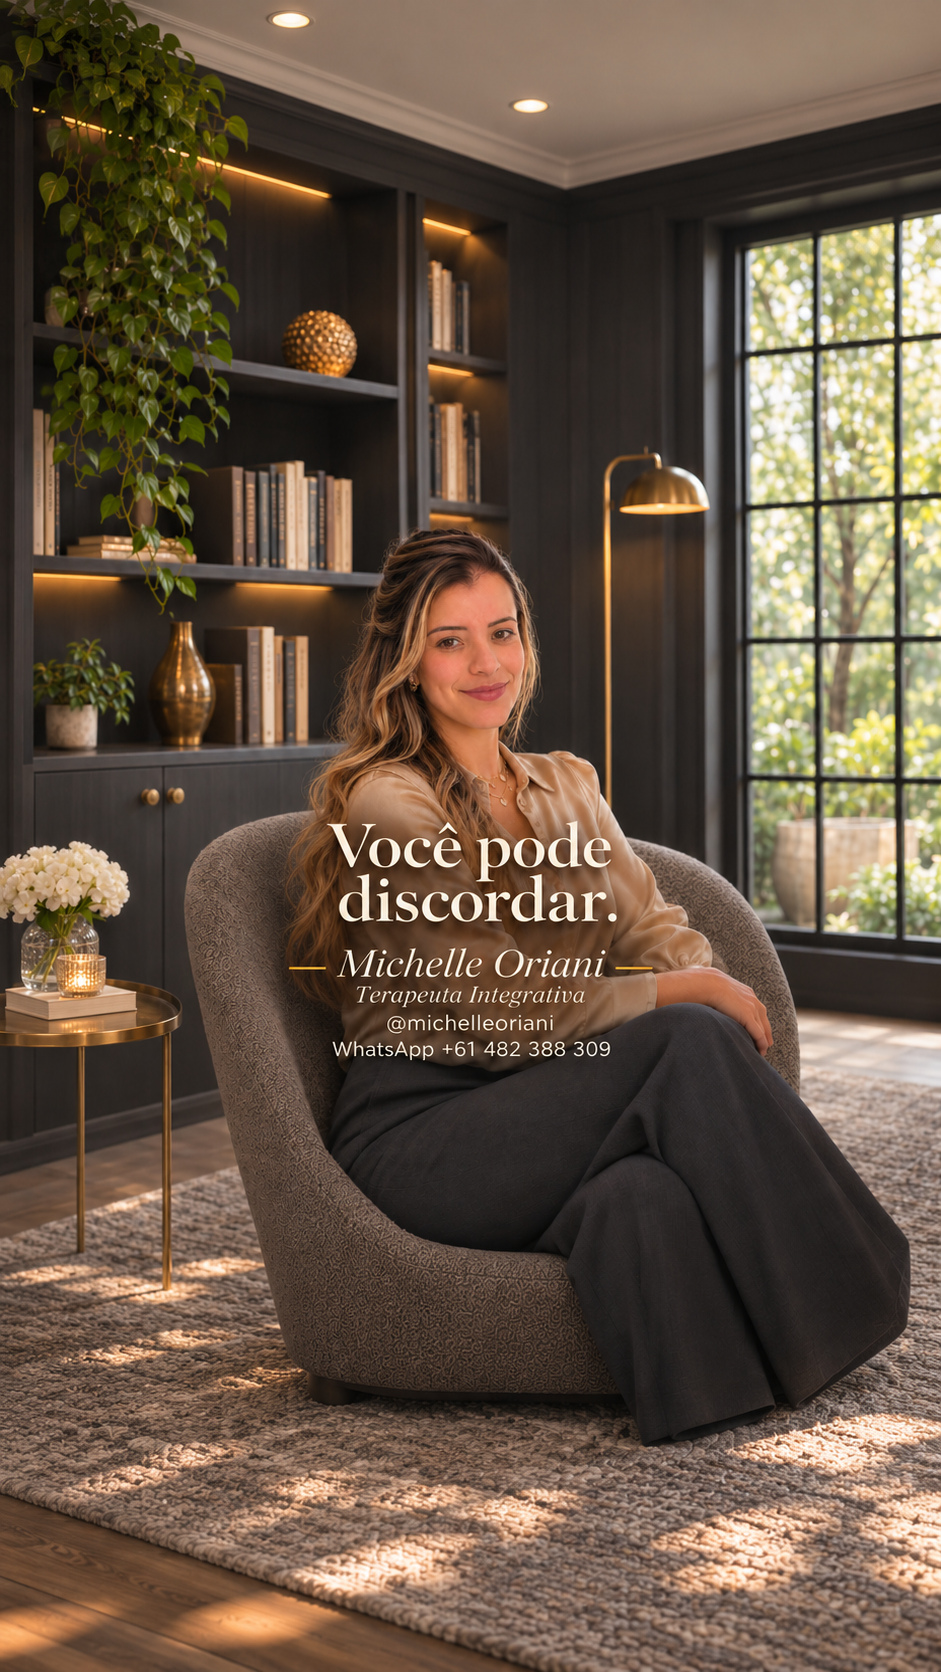 Você pode
discordar.
Michelle Oriani
Terapeuta Integrativa
@michelleoriani
WhatsApp +61 482 388 309